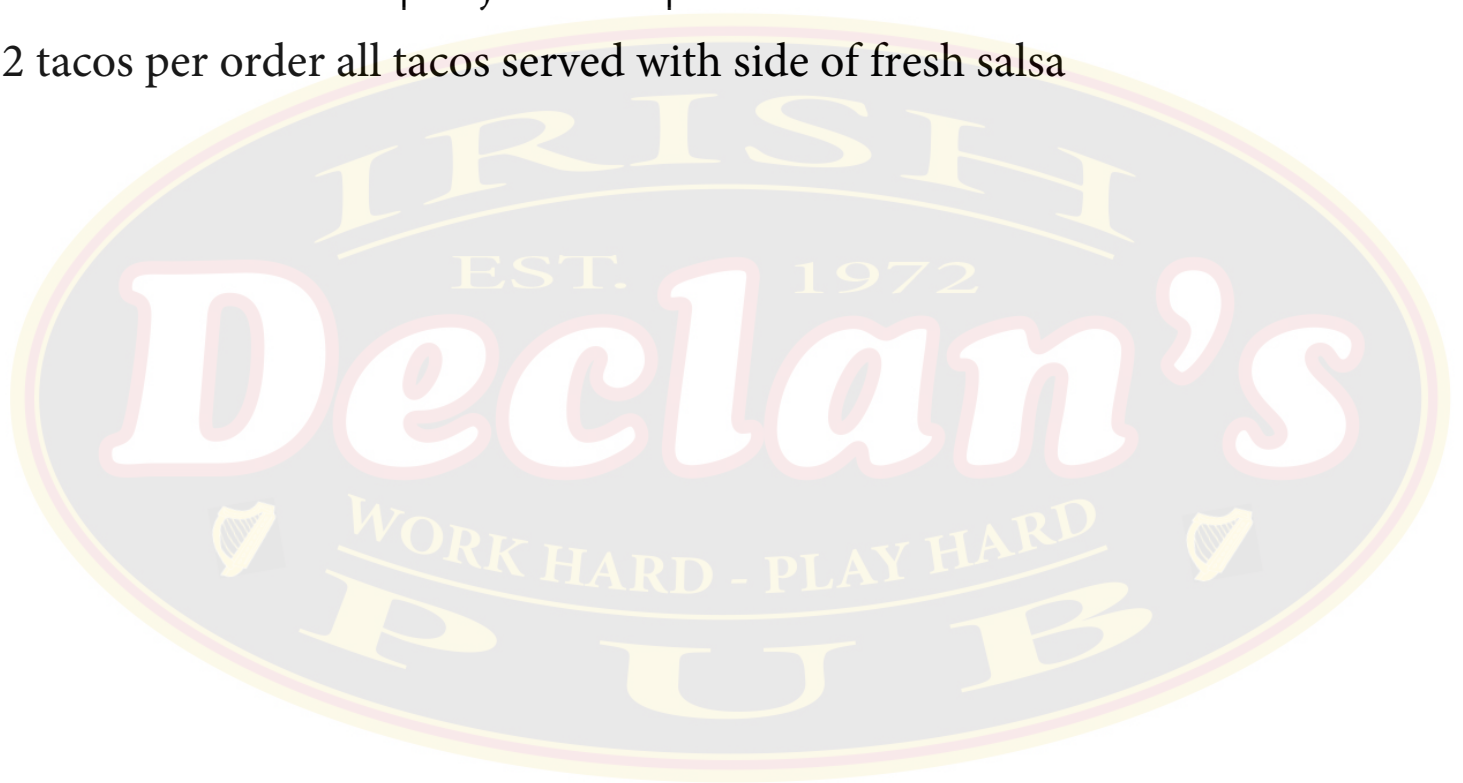 2 tacos per order all tacos served with side of fresh salsa
IRISH
EST. 1972
Declan's
WORK HARD - PLAY HARD
PUB